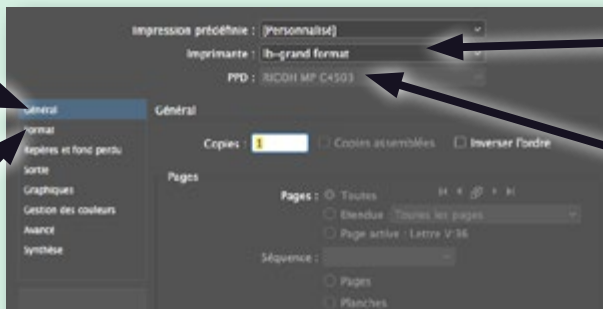 Impression prédéfinie : [Personnalisé]
Imprimante : lb-grand format
PPD : RICOH MP C4503
Général
Format
Repères et fond perdu
Sortie
Graphiques
Gestion des couleurs
Avancé
Synthèse
Général
Copies : 1 Copies assemblées Inverser l'ordre
Pages
Pages : Toutes
Etendue : Toutes les pages
Page active : Lettre V:36
Séquence :
Pages
Planches